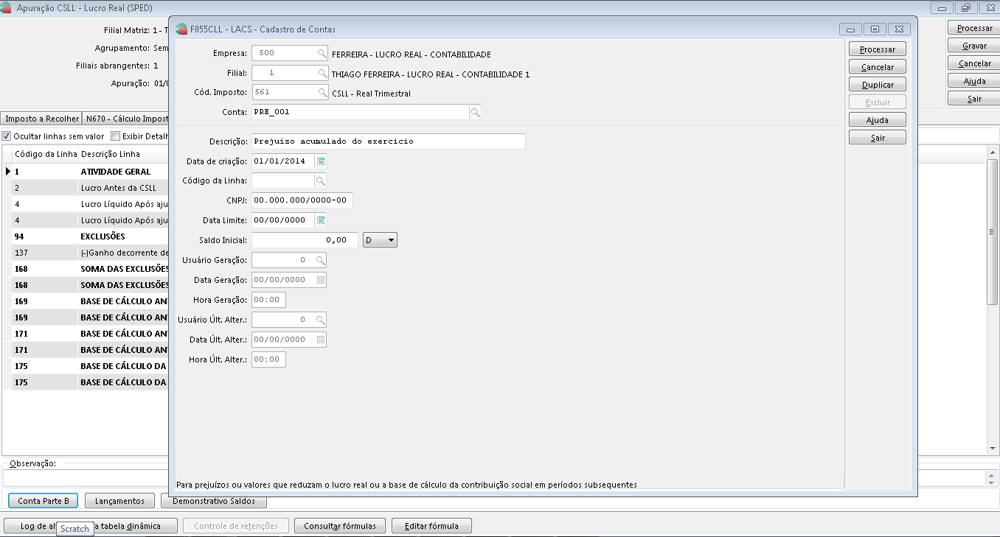 Apuração CSLL - Lucro Real (SPED)
Filial Matriz: 1 - T
Agrupamento: Sem
Filiais abrangentes: 1
Apuração: 01/0
Processar
Gravar
Cancelar
Ajuda
Sair
Imposto a Recolher
N670 - Cálculo Impost
Ocultar linhas sem valor
Exibir Detalh
Código da Linha Descrição Linha
1 ATIVIDADE GERAL
2 Lucro Antes da CSLL
4 Lucro Líquido Após aju
4 Lucro Líquido Após aju
94 EXCLUSÕES
137 (-)Ganho decorrente de
168 SOMA DAS EXCLUSÕES
168 SOMA DAS EXCLUSÕES
169 BASE DE CÁLCULO AN
169 BASE DE CÁLCULO AN
171 BASE DE CÁLCULO AN
171 BASE DE CÁLCULO AN
175 BASE DE CÁLCULO DA
175 BASE DE CÁLCULO DA
Observação:
Conta Parte B
Lançamentos
Demonstrativo Saldos
Log de al
a tabela dinâmica
Scratch
Controle de retenções
Consultar fórmulas
Editar fórmula
F055CLL - LACS - Cadastro de Contas
Empresa: 500 FERREIRA - LUCRO REAL - CONTABILIDADE
Filial: 1 THIAGO FERREIRA - LUCRO REAL - CONTABILIDADE 1
Cód. Imposto: 561 CSLL - Real Trimestral
Conta: PRE_001
Descrição: Prejuizo acumulado do exercicio
Data de criação: 01/01/2014
Código da Linha:
CNPJ: 00.000.000/0000-00
Data Limite: 00/00/0000
Saldo Inicial: 0,00 D
Usuário Geração: 0
Data Geração: 00/00/0000
Hora Geração: 00:00
Usuário Últ. Alter.: 0
Data Últ. Alter.: 00/00/0000
Hora Últ. Alter.: 00:00
Para prejuízos ou valores que reduzam o lucro real ou a base de cálculo da contribuição social em períodos subsequentes
Processar
Cancelar
Duplicar
Excluir
Ajuda
Sair